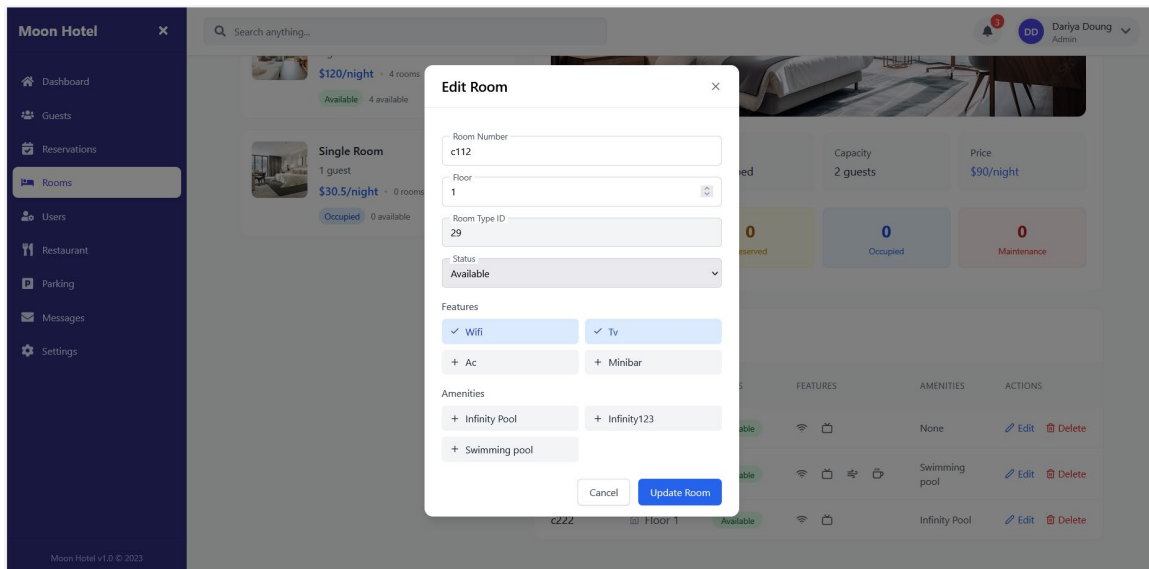 Moon Hotel
Search anything...
3
DD
Dariya Doung
Admin
Dashboard
Guests
Reservations
Rooms
Users
Restaurant
Parking
Messages
Settings
Moon Hotel v1.0 © 2023
$120/night • 4 rooms
Available 4 available
Single Room
1 guest
$30.5/night • 0 rooms
Occupied 0 available
Edit Room
Room Number
c112
Floor
1
Room Type ID
29
Status
Available
Features
Wifi
Tv
+ Ac
+ Minibar
Amenities
+ Infinity Pool
+ Infinity123
+ Swimming pool
Cancel
Update Room
Capacity
2 guests
Price
$90/night
0
0
Occupied
0
Maintenance
FEATURES AMENITIES ACTIONS
None Edit Delete
Swimming pool Edit Delete
c222 Floor 1 Available Infinity Pool Edit Delete